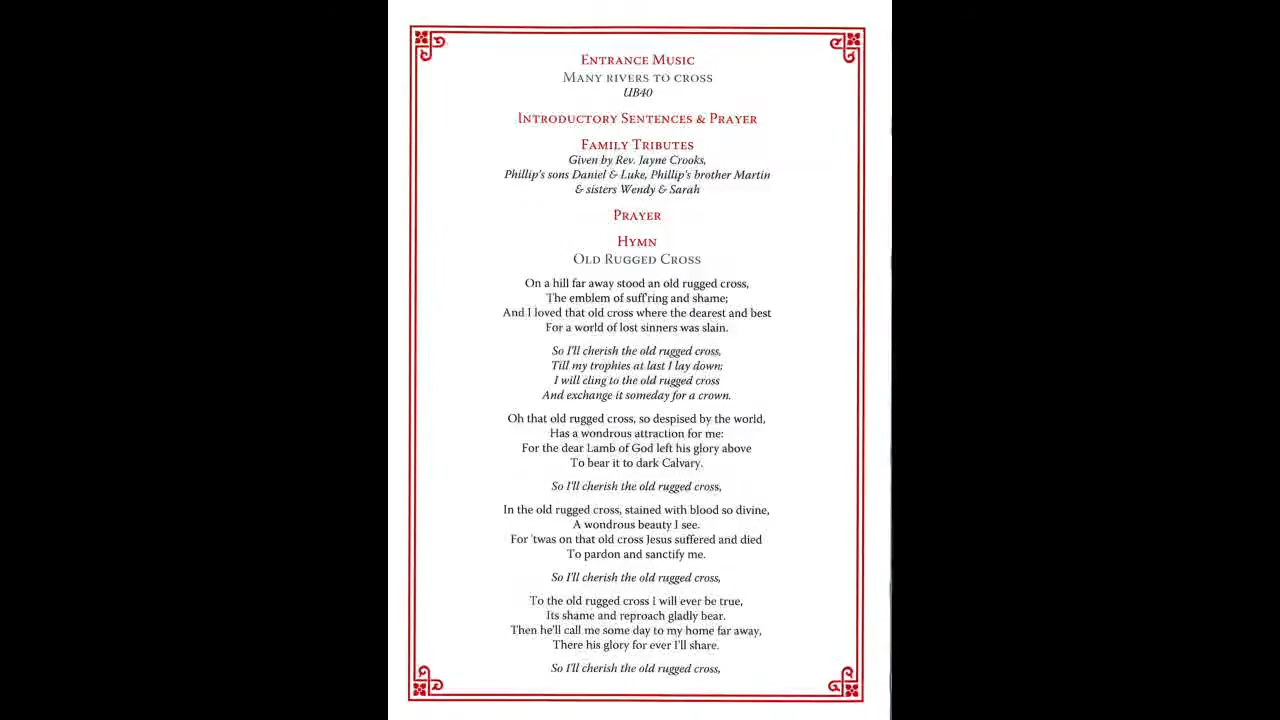 ENTRANCE MUSIC
MANY RIVERS TO CROSS
UB40
INTRODUCTORY SENTENCES & PRAYER
FAMILY TRIBUTES
Given by Rev. Jayne Crooks,
Phillip's sons Daniel & Luke, Phillip's brother Martin
& sisters Wendy & Sarah
PRAYER
HYMN
OLD RUGGED CROSS
On a hill far away stood an old rugged cross,
The emblem of suff'ring and shame;
And I loved that old cross where the dearest and best
For a world of lost sinners was slain.
So I'll cherish the old rugged cross,
Till my trophies at last I lay down;
I will cling to the old rugged cross
And exchange it someday for a crown.
Oh that old rugged cross, so despised by the world,
Has a wondrous attraction for me:
For the dear Lamb of God left his glory above
To bear it to dark Calvary.
So I'll cherish the old rugged cross,
In the old rugged cross, stained with blood so divine,
A wondrous beauty I see.
For 'twas on that old cross Jesus suffered and died
To pardon and sanctify me.
So I'll cherish the old rugged cross,
To the old rugged cross I will ever be true,
Its shame and reproach gladly bear.
Then he'll call me some day to my home far away,
There his glory for ever I'll share.
So I'll cherish the old rugged cross,